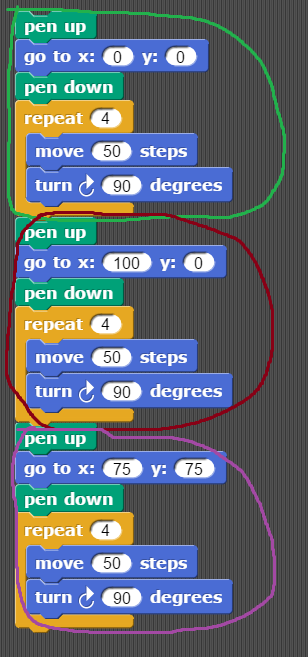 pen up
go to x: 0 y: 0
pen down
repeat 4
move 50 steps
turn 90 degrees
pen up
go to x: 100 y: 0
pen down
repeat 4
move 50 steps
turn 90 degrees
pen up
go to x: 75 y: 75
pen down
repeat 4
move 50 steps
turn 90 degrees